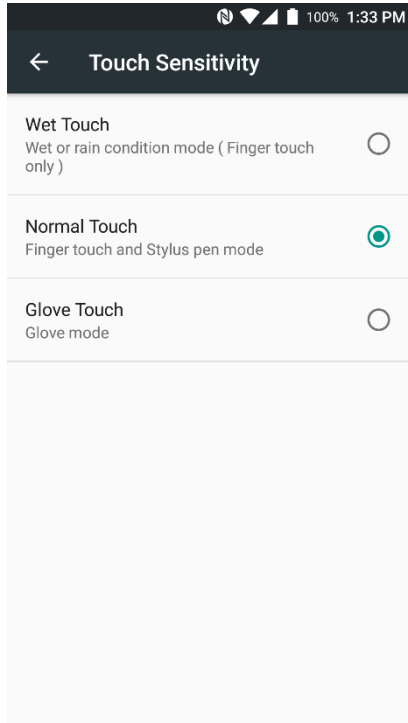 100% 1:33 PM
Touch Sensitivity
Wet Touch
Wet or rain condition mode ( Finger touch
only )
Normal Touch
Finger touch and Stylus pen mode
Glove Touch
Glove mode